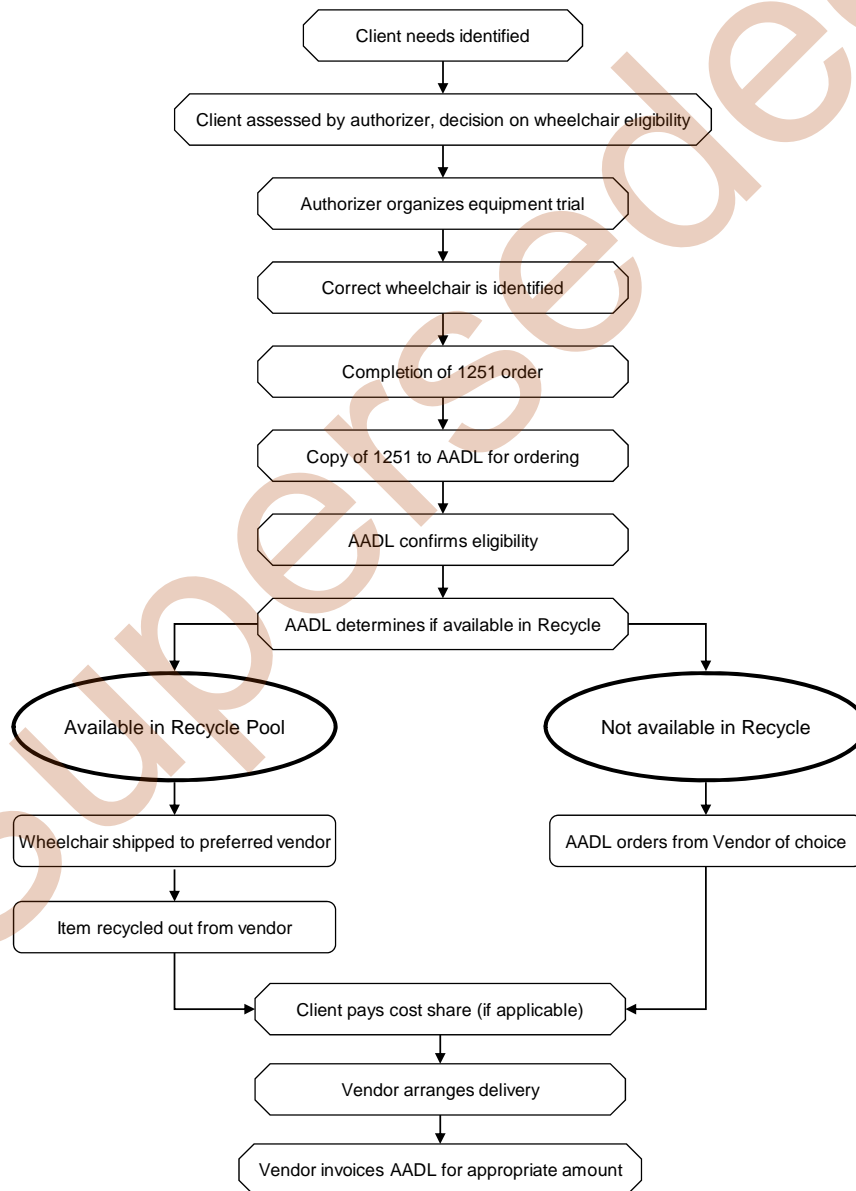 Client needs identified
Client assessed by authorizer, decision on wheelchair eligibility
Authorizer organizes equipment trial
Correct wheelchair is identified
Completion of 1251 order
Copy of 1251 to AADL for ordering
AADL confirms eligibility
AADL determines if available in Recycle
Available in Recycle Pool
Not available in Recycle
Wheelchair shipped to preferred vendor
AADL orders from Vendor of choice
Item recycled out from vendor
Client pays cost share (if applicable)
Vendor arranges delivery
Vendor invoices AADL for appropriate amount
Superseded